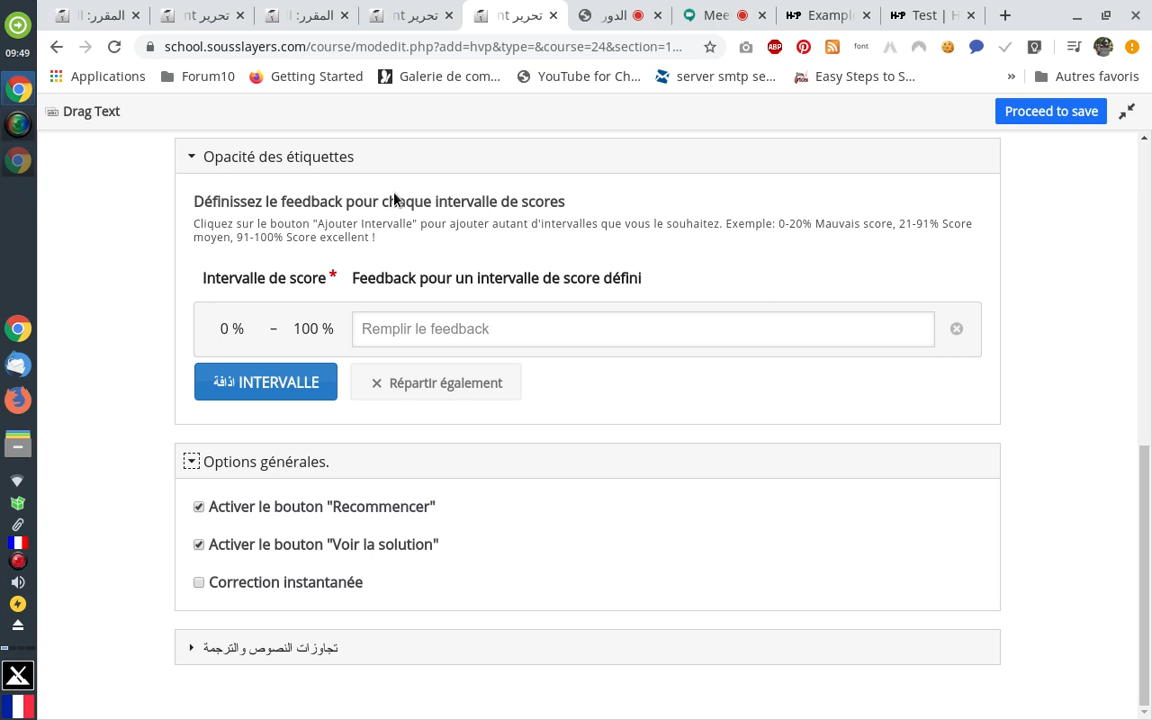 09:49
المقرر: ا
تحرير nt
المقرر: ا
تحرير nt
تحرير nt
الدور
Mee
H-P Exampl
H-P Test | H
school.sousslayers.com/course/modedit.php?add=hvp&type=&course=24&section=1...
Applications
Forum10
Getting Started
Galerie de com...
YouTube for Ch...
server smtp se...
Easy Steps to S...
»
Autres favoris
Drag Text
Proceed to save
Opacité des étiquettes
Définissez le feedback pour chaque intervalle de scores
Cliquez sur le bouton "Ajouter Intervalle" pour ajouter autant d'intervalles que vous le souhaitez. Exemple: 0-20% Mauvais score, 21-91% Score
moyen, 91-100% Score excellent !
Intervalle de score* Feedback pour un intervalle de score défini
0 % – 100 % Remplir le feedback
اذافة INTERVALLE
Répartir également
Options générales.
Activer le bouton "Recommencer"
Activer le bouton "Voir la solution"
Correction instantanée
تجاوزات النصوص والترجمة